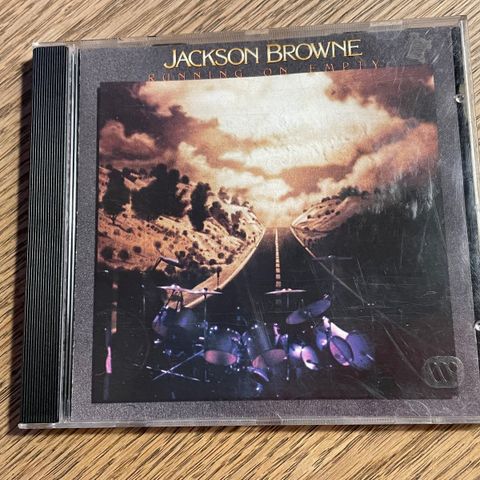 JACKSON BROWNE
RUNNING ON EMPTY